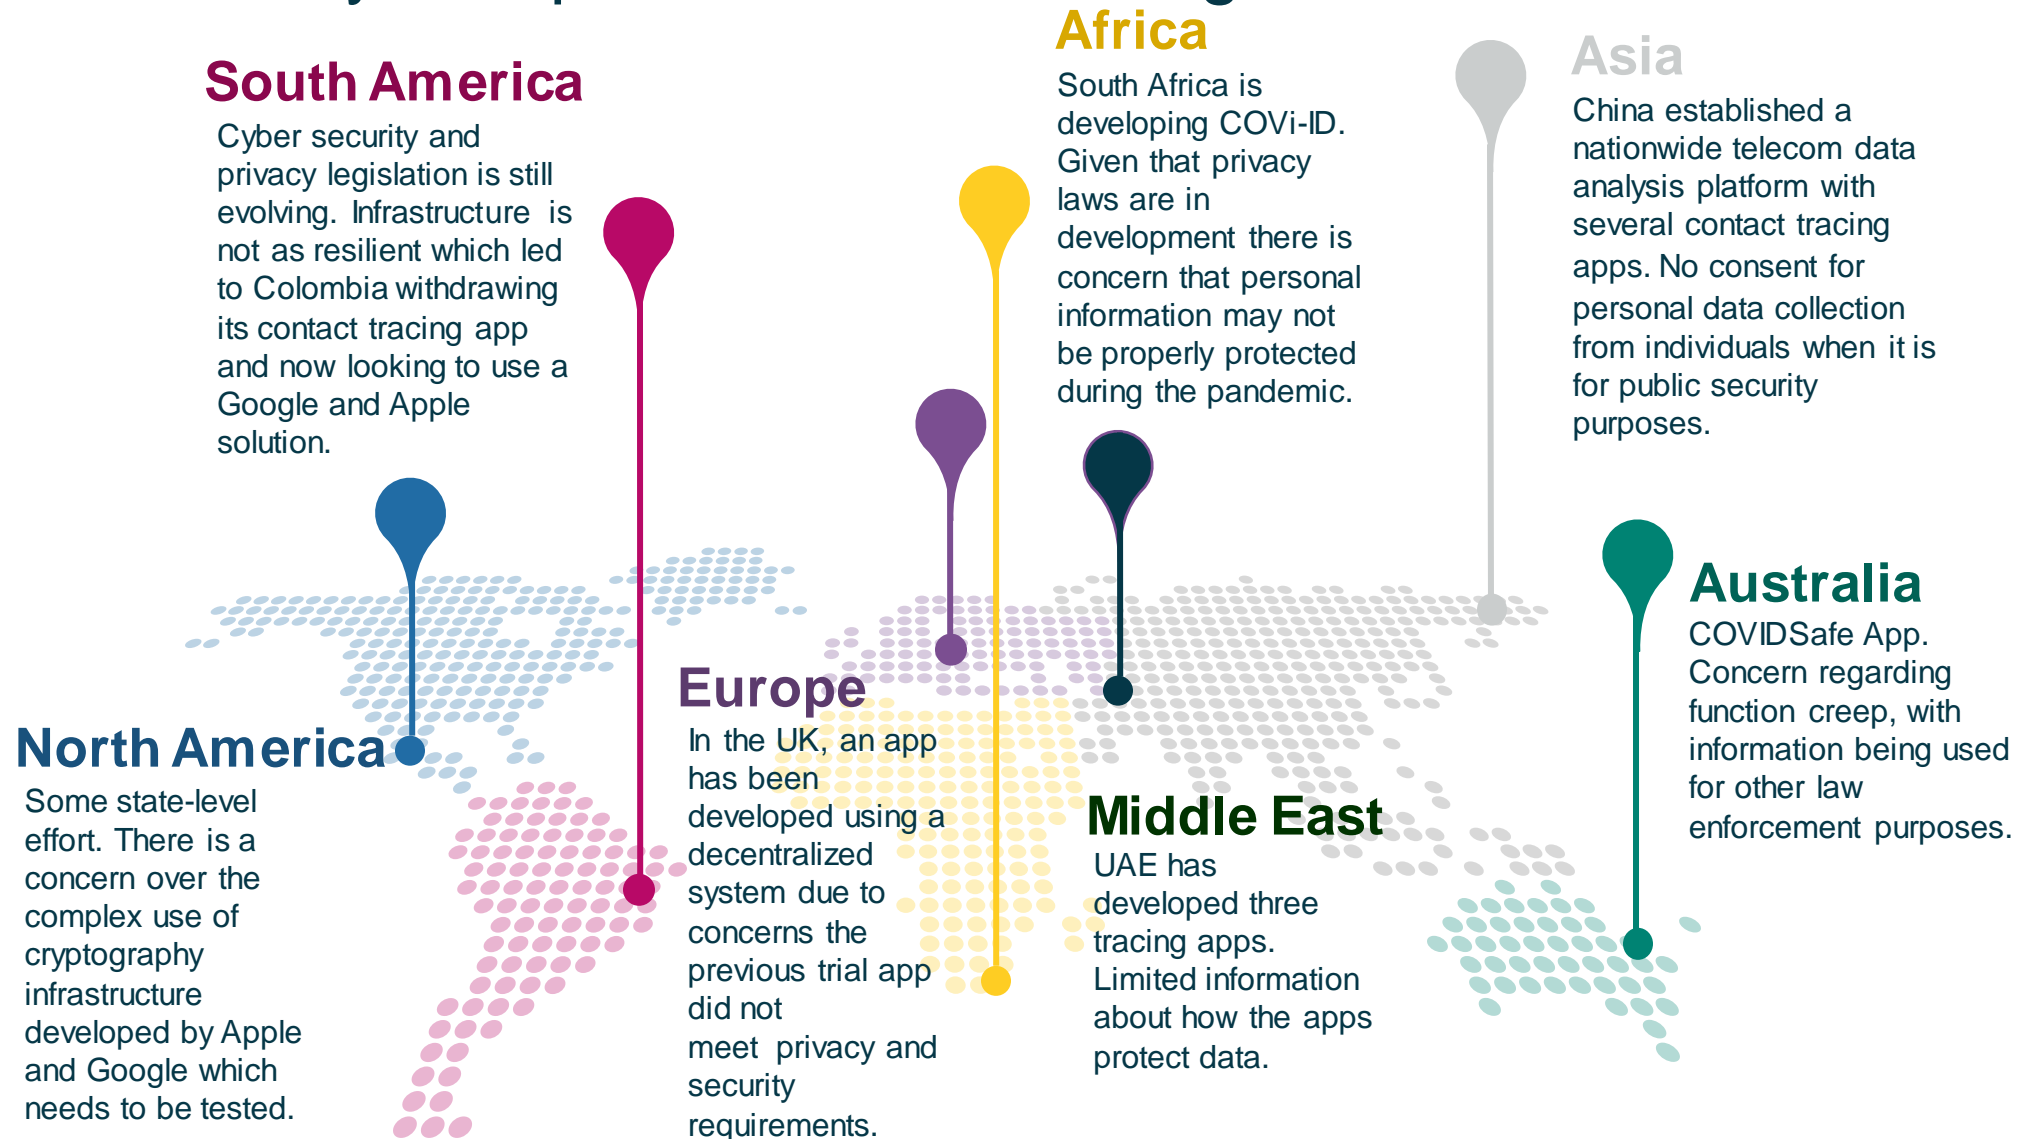 South America
Cyber security and
privacy legislation is still
evolving. Infrastructure is
not as resilient which led
to Colombia withdrawing
its contact tracing app
and now looking to use a
Google and Apple
solution.
Africa
South Africa is
developing COVi-ID.
Given that privacy
laws are in
development there is
concern that personal
information may not
be properly protected
during the pandemic.
Asia
China established a
nationwide telecom data
analysis platform with
several contact tracing
apps. No consent for
personal data collection
from individuals when it is
for public security
purposes.
North America
Some state-level
effort. There is a
concern over the
complex use of
cryptography
infrastructure
developed by Apple
and Google which
needs to be tested.
Europe
In the UK, an app
has been
developed using a
decentralized
system due to
concerns the
previous trial app
did not
meet privacy and
security
requirements.
Middle East
UAE has
developed three
tracing apps.
Limited information
about how the apps
protect data.
Australia
COVIDSafe App.
Concern regarding
function creep, with
information being used
for other law
enforcement purposes.